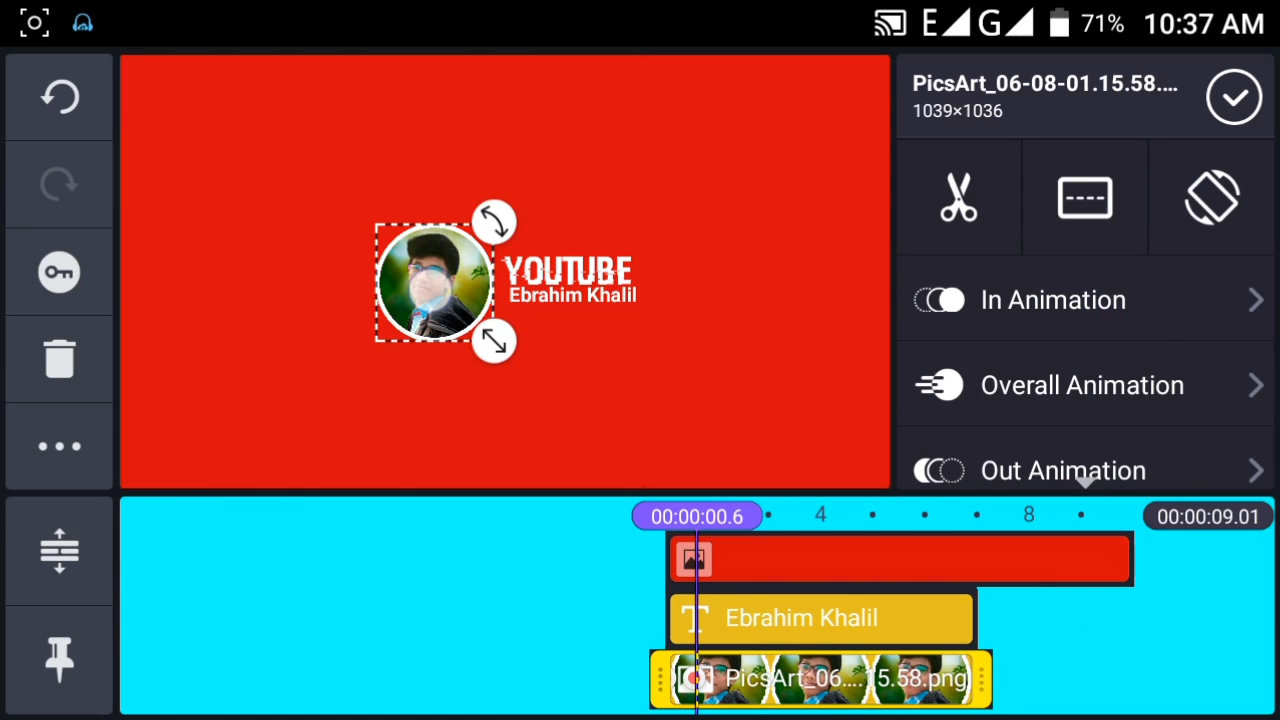 E G 71% 10:37 AM
PicsArt_06-08-01.15.58....
1039×1036
In Animation
Overall Animation
Out Animation
YOUTUBE
Ebrahim Khalil
00:00:00.6 4 8 00:00:09.01
Ebrahim Khalil
PicsArt_06....15.58.png